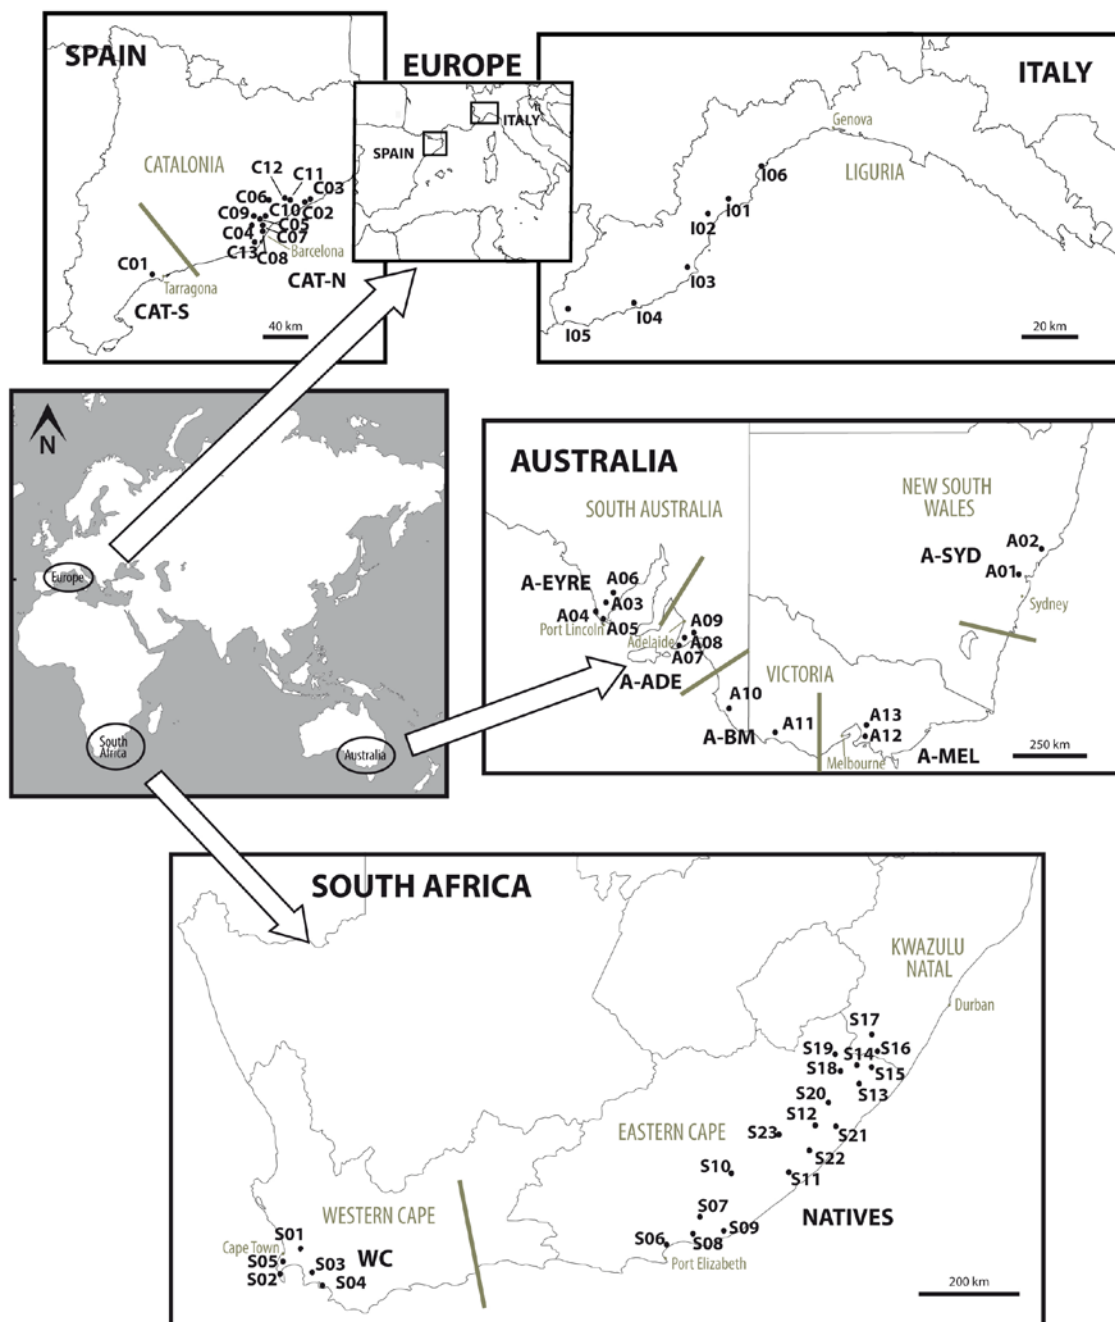 SPAIN
CATALONIA
C12
C11
C03
C06
C10
C02
C09
C05
C04
C07
C13
C08
Barcelona
C01
Tarragona
CAT-N
CAT-S
40 km
EUROPE
ITALY
SPAIN
ITALY
Genova
LIGURIA
I06
I01
I02
I03
I04
I05
20 km
N
Europe
South
Africa
Australia
AUSTRALIA
SOUTH AUSTRALIA
NEW SOUTH
WALES
A-EYRE
A06
A03
A04
A05
Port Lincoln
Adelaide
A09
A08
A07
A-ADE
A-SYD
A02
A01
Sydney
VICTORIA
A10
A-BM
A11
A13
A12
Melbourne
A-MEL
250 km
SOUTH AFRICA
KWAZULU
NATAL
Durban
S17
S19
S14
S16
S18
S15
S13
S20
S12
S21
EASTERN CAPE
S23
S22
S10
S11
S07
NATIVES
S09
S06
S08
Port Elizabeth
WESTERN CAPE
S01
Cape Town
WC
S05
S03
S02
S04
200 km